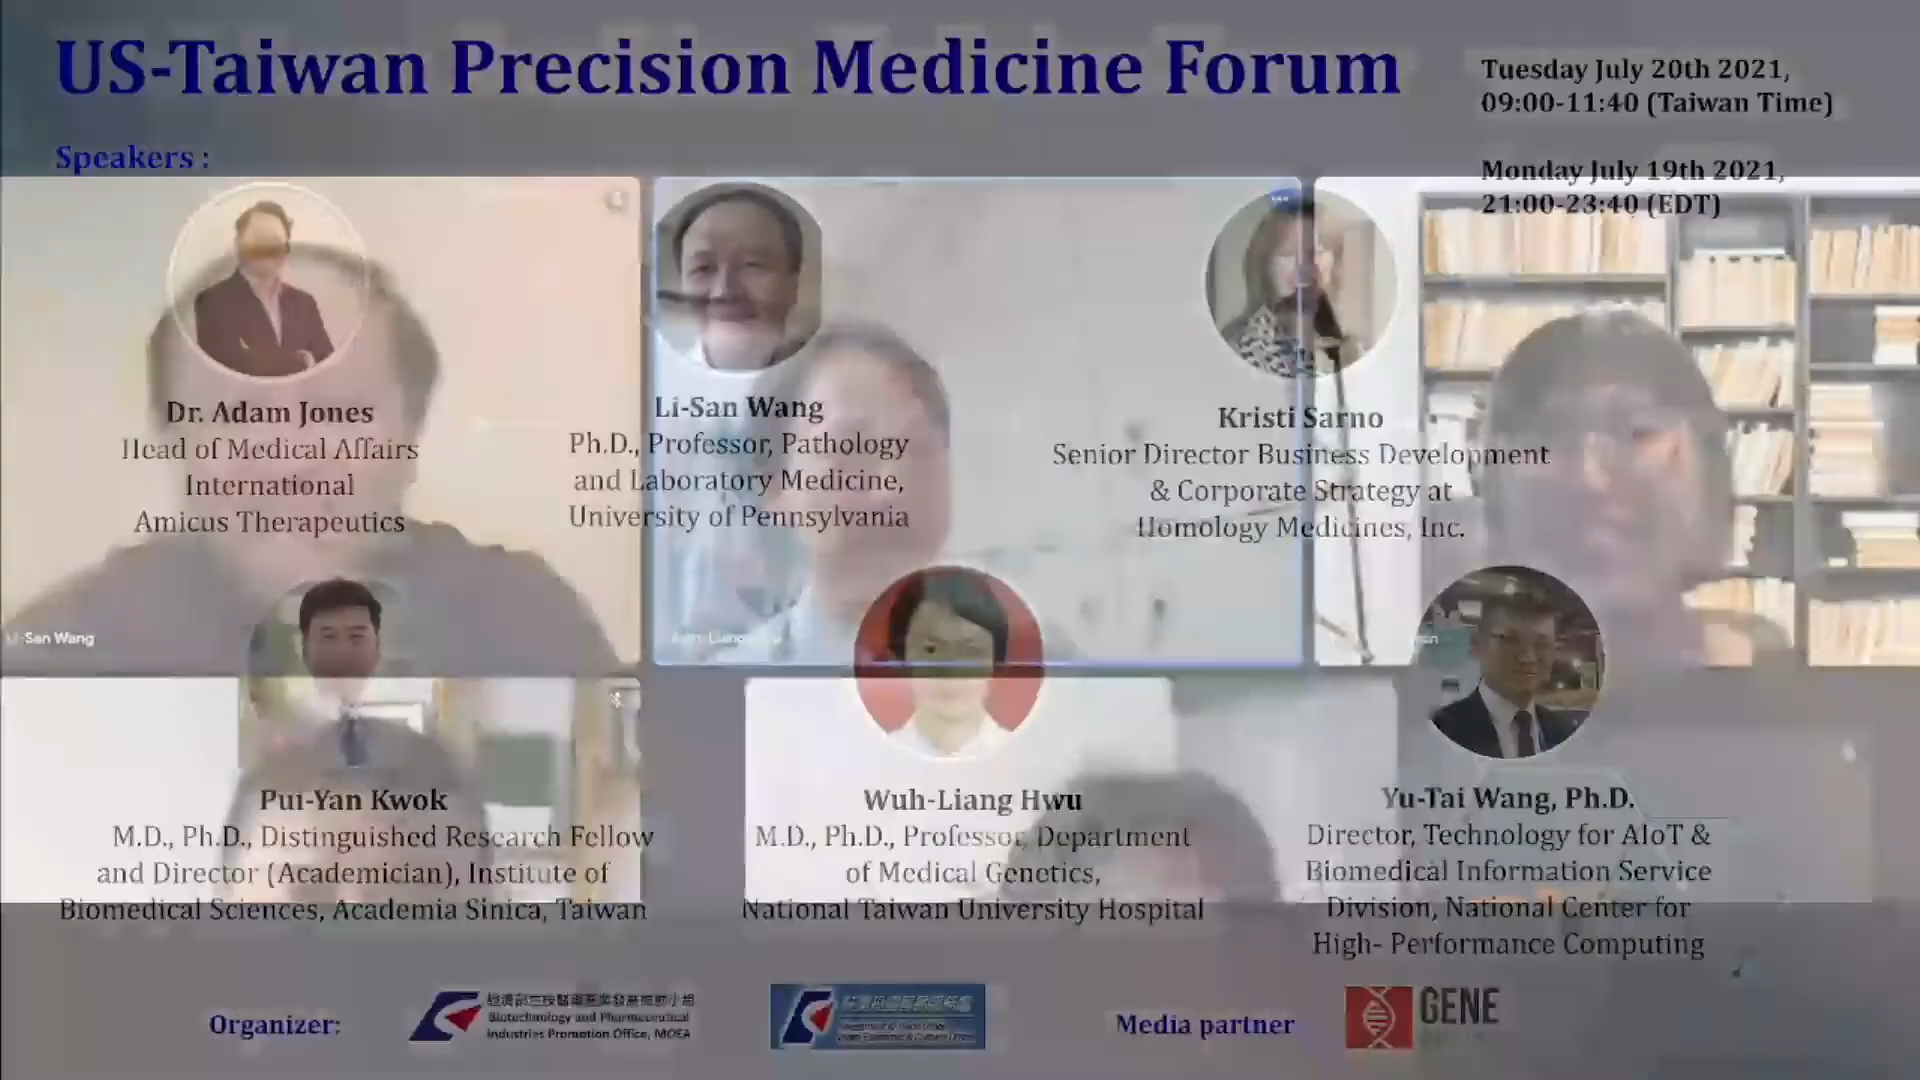 US-Taiwan Precision Medicine Forum
Tuesday July 20th 2021,
09:00-11:40 (Taiwan Time)
Monday July 19th 2021,
21:00-23:40 (EDT)
Speakers :
Dr. Adam Jones
Head of Medical Affairs
International
Amicus Therapeutics
Li-San Wang
Ph.D., Professor, Pathology
and Laboratory Medicine,
University of Pennsylvania
Kristi Sarno
Senior Director Business Development
& Corporate Strategy at
Homology Medicines, Inc.
Li-San Wang
Pui-Yan Kwok
M.D., Ph.D., Distinguished Research Fellow
and Director (Academician), Institute of
Biomedical Sciences, Academia Sinica, Taiwan
Wuh-Liang Hwu
M.D., Ph.D., Professor, Department
of Medical Genetics,
National Taiwan University Hospital
Yu-Tai Wang, Ph.D.
Director, Technology for AIoT &
Biomedical Information Service
Division, National Center for
High- Performance Computing
Organizer:
Biotechnology and Pharmaceutical
Industries Promotion Office, MOEA
Media partner
GENE